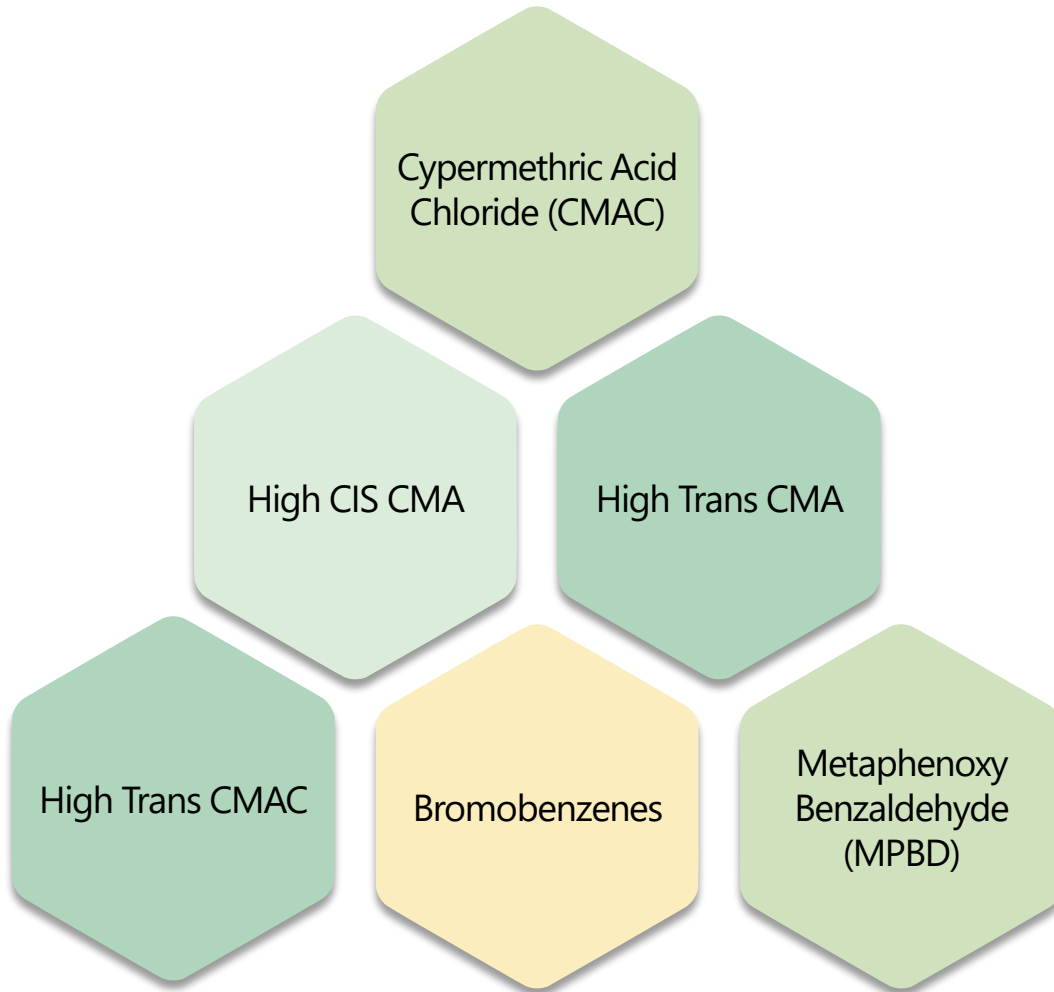 Cypermethric Acid
Chloride (CMAC)
High CIS CMA
High Trans CMA
High Trans CMAC
Bromobenzenes
Metaphenoxy
Benzaldehyde
(MPBD)